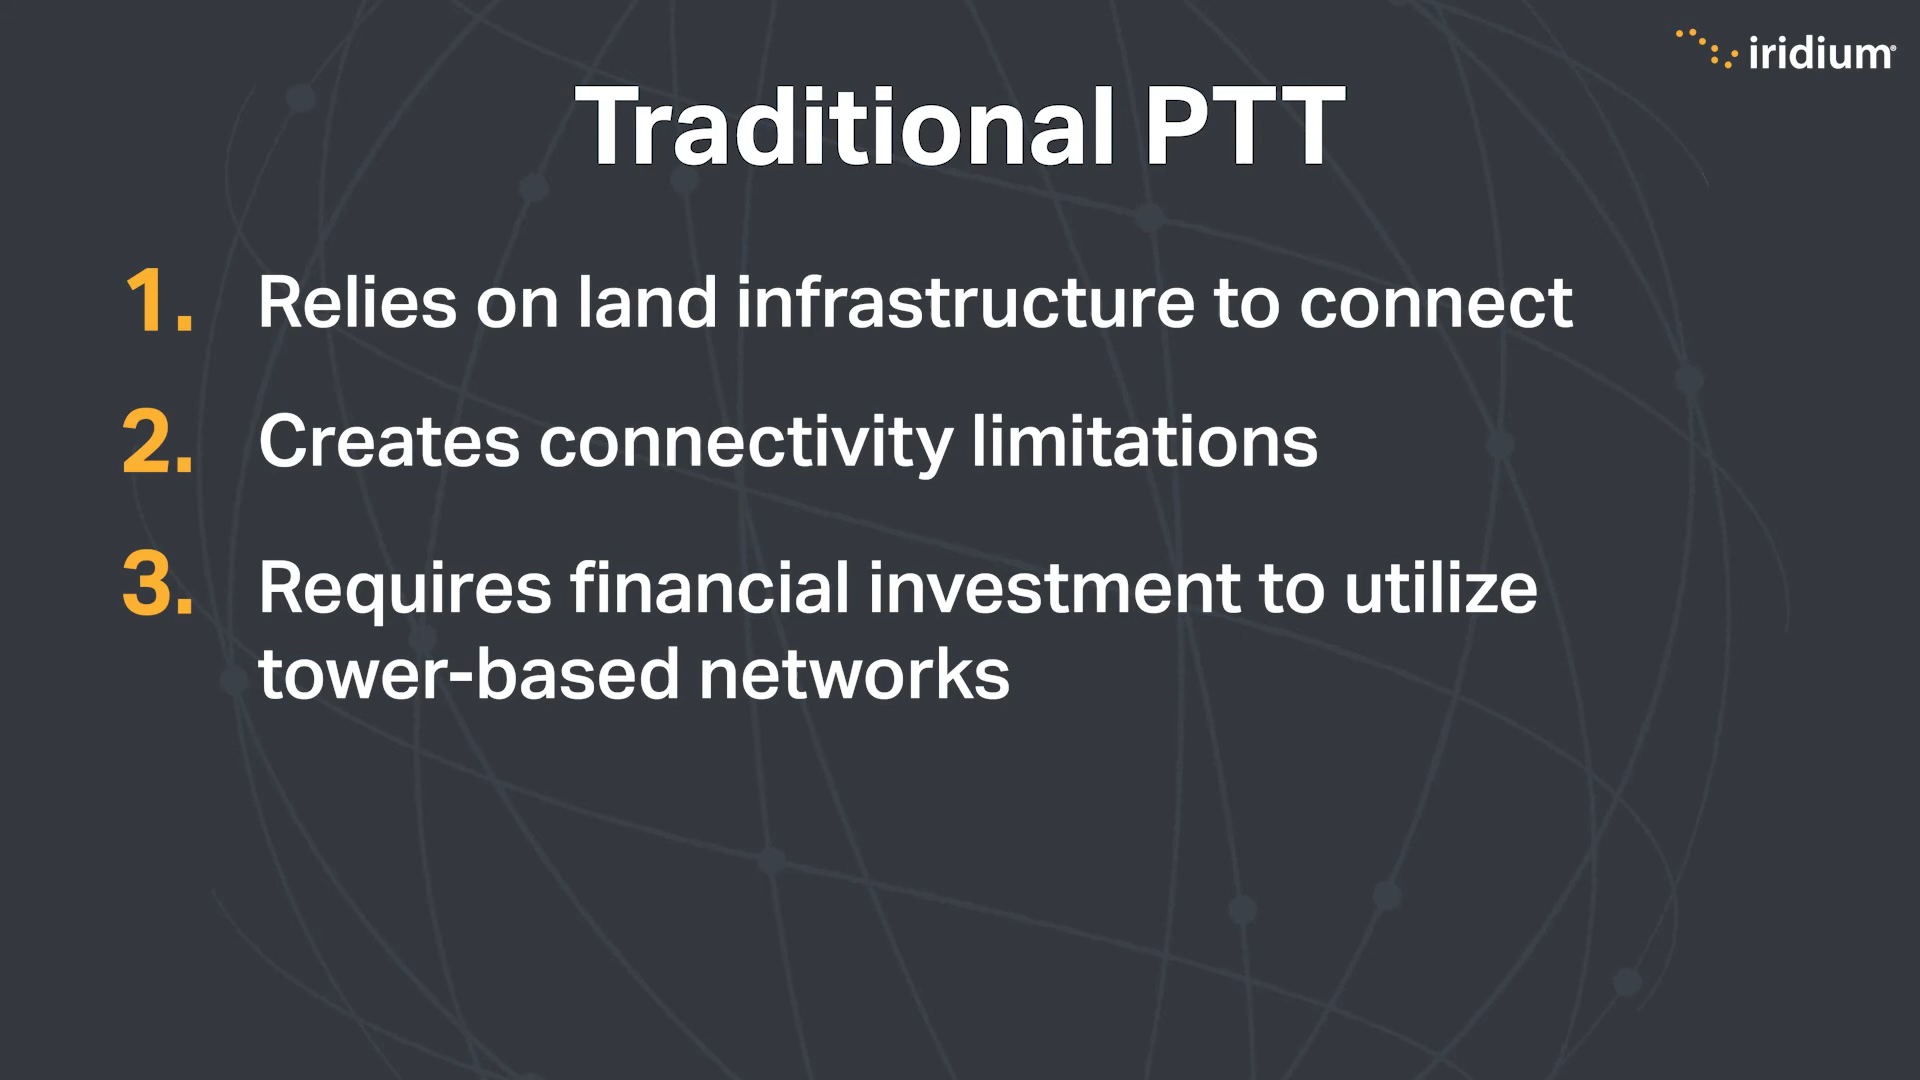 iridium®
Traditional PTT
1. Relies on land infrastructure to connect
2. Creates connectivity limitations
3. Requires financial investment to utilize
tower-based networks